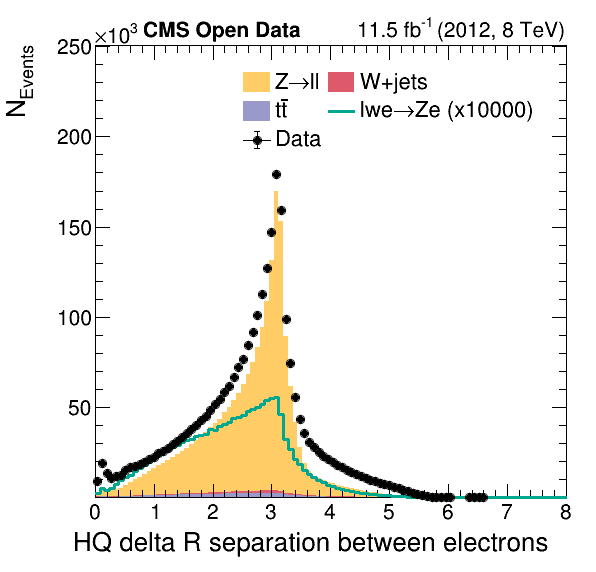 ×10³ CMS Open Data 11.5 fb⁻¹ (2012, 8 TeV)
250
200
150
100
50
N_Events
Z→ll W+jets
tt̄ lwe→Ze (x10000)
Data
0 1 2 3 4 5 6 7 8
HQ delta R separation between electrons